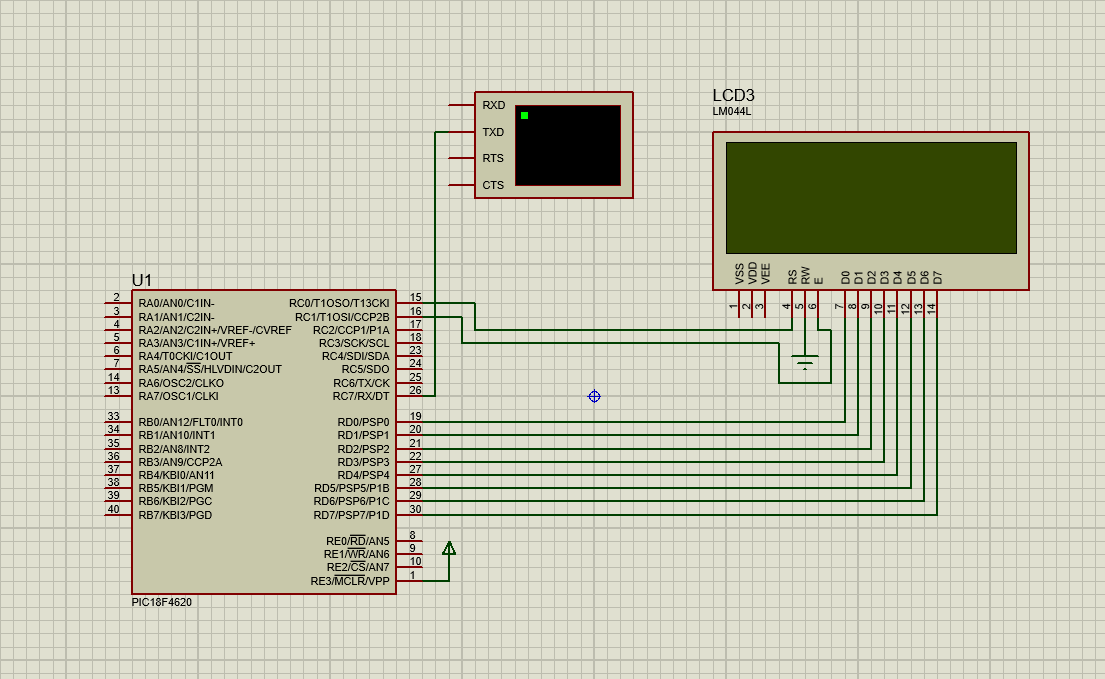 RXD
TXD
RTS
CTS
LCD3
LM044L
VSS
VDD
VEE
RS
RW
E
D0
D1
D2
D3
D4
D5
D6
D7
1
2
3
4
5
6
7
8
9
10
11
12
13
14
U1
2 RA0/AN0/C1IN- RC0/T1OSO/T13CKI 15
3 RA1/AN1/C2IN- RC1/T1OSI/CCP2B 16
4 RA2/AN2/C2IN+/VREF-/CVREF RC2/CCP1/P1A 17
5 RA3/AN3/C1IN+/VREF+ RC3/SCK/SCL 18
6 RA4/T0CKI/C1OUT RC4/SDI/SDA 23
7 RA5/AN4/SS/HLVDIN/C2OUT RC5/SDO 24
14 RA6/OSC2/CLKO RC6/TX/CK 25
13 RA7/OSC1/CLKI RC7/RX/DT 26
33 RB0/AN12/FLT0/INT0 RD0/PSP0 19
34 RB1/AN10/INT1 RD1/PSP1 20
35 RB2/AN8/INT2 RD2/PSP2 21
36 RB3/AN9/CCP2A RD3/PSP3 22
37 RB4/KBI0/AN11 RD4/PSP4 27
38 RB5/KBI1/PGM RD5/PSP5/P1B 28
39 RB6/KBI2/PGC RD6/PSP6/P1C 29
40 RB7/KBI3/PGD RD7/PSP7/P1D 30
RE0/RD/AN5 8
RE1/WR/AN6 9
RE2/CS/AN7 10
RE3/MCLR/VPP 1
PIC18F4620